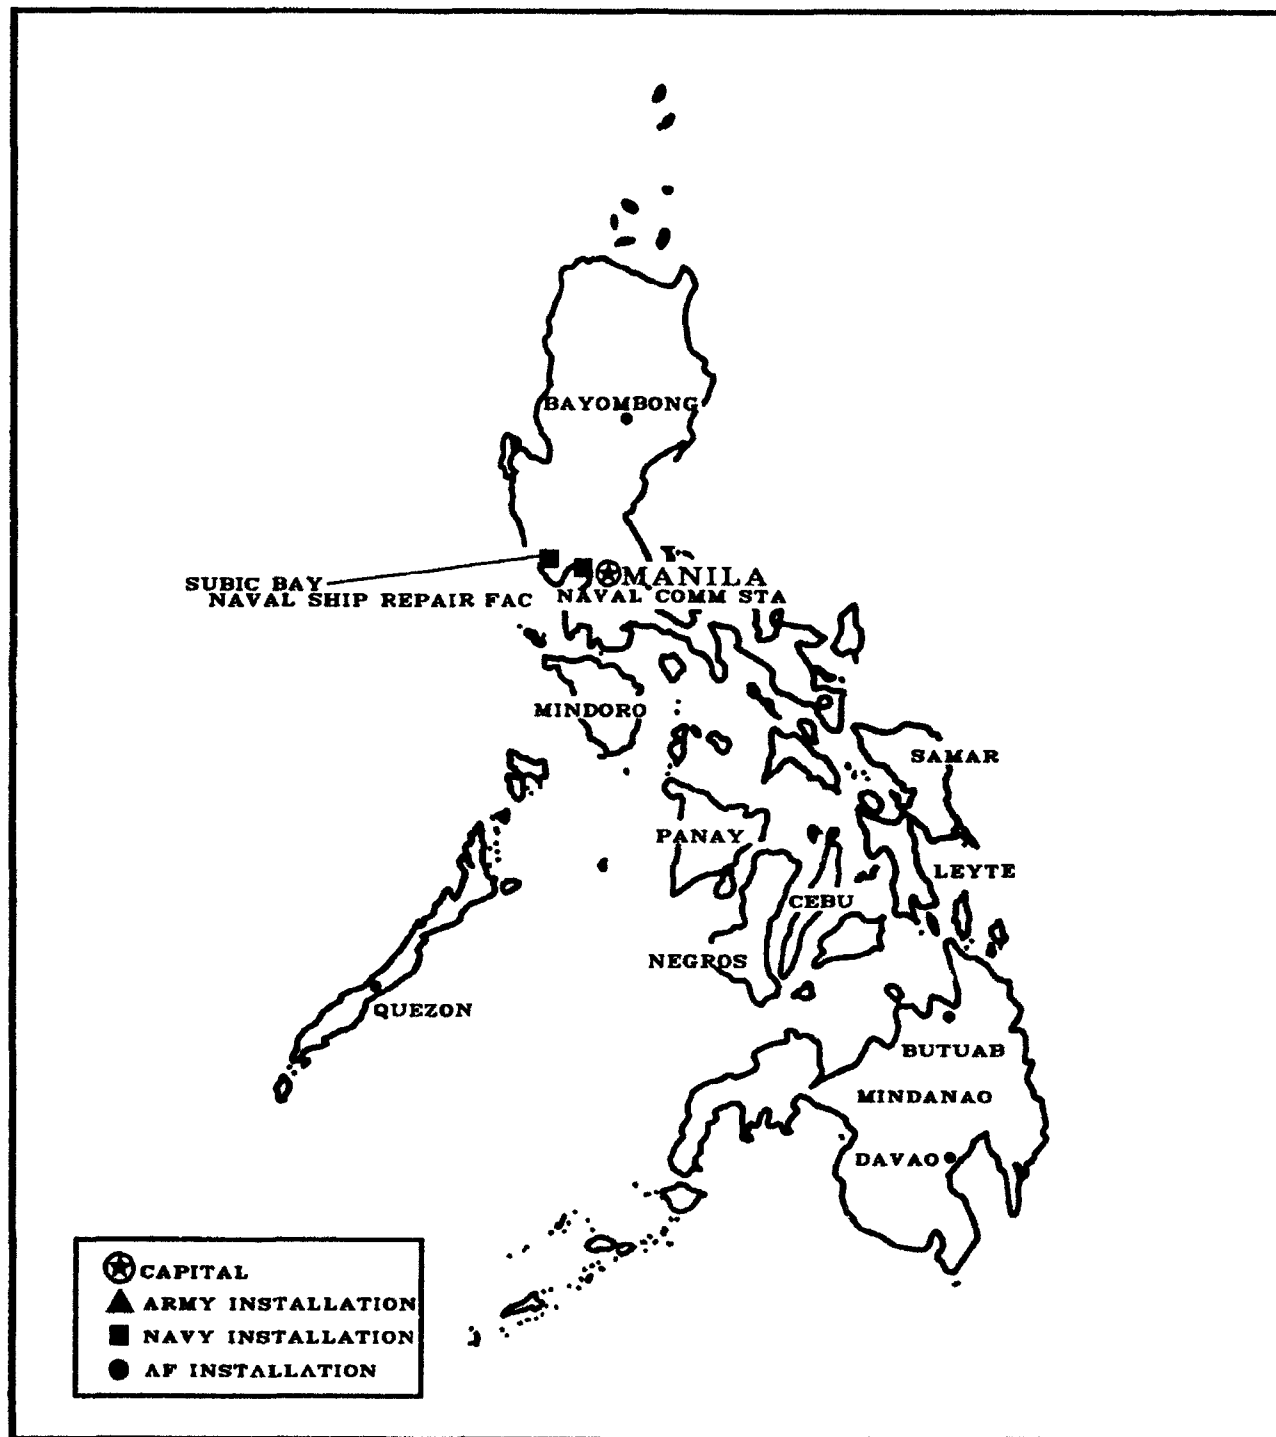 BAYOMBONG
MANILA
SUBIC BAY
NAVAL SHIP REPAIR FAC
NAVAL COMM STA
MINDORO
SAMAR
PANAY
LEYTE
CEBU
NEGROS
QUEZON
BUTUAB
MINDANAO
DAVAO
CAPITAL
ARMY INSTALLATION
NAVY INSTALLATION
AF INSTALLATION